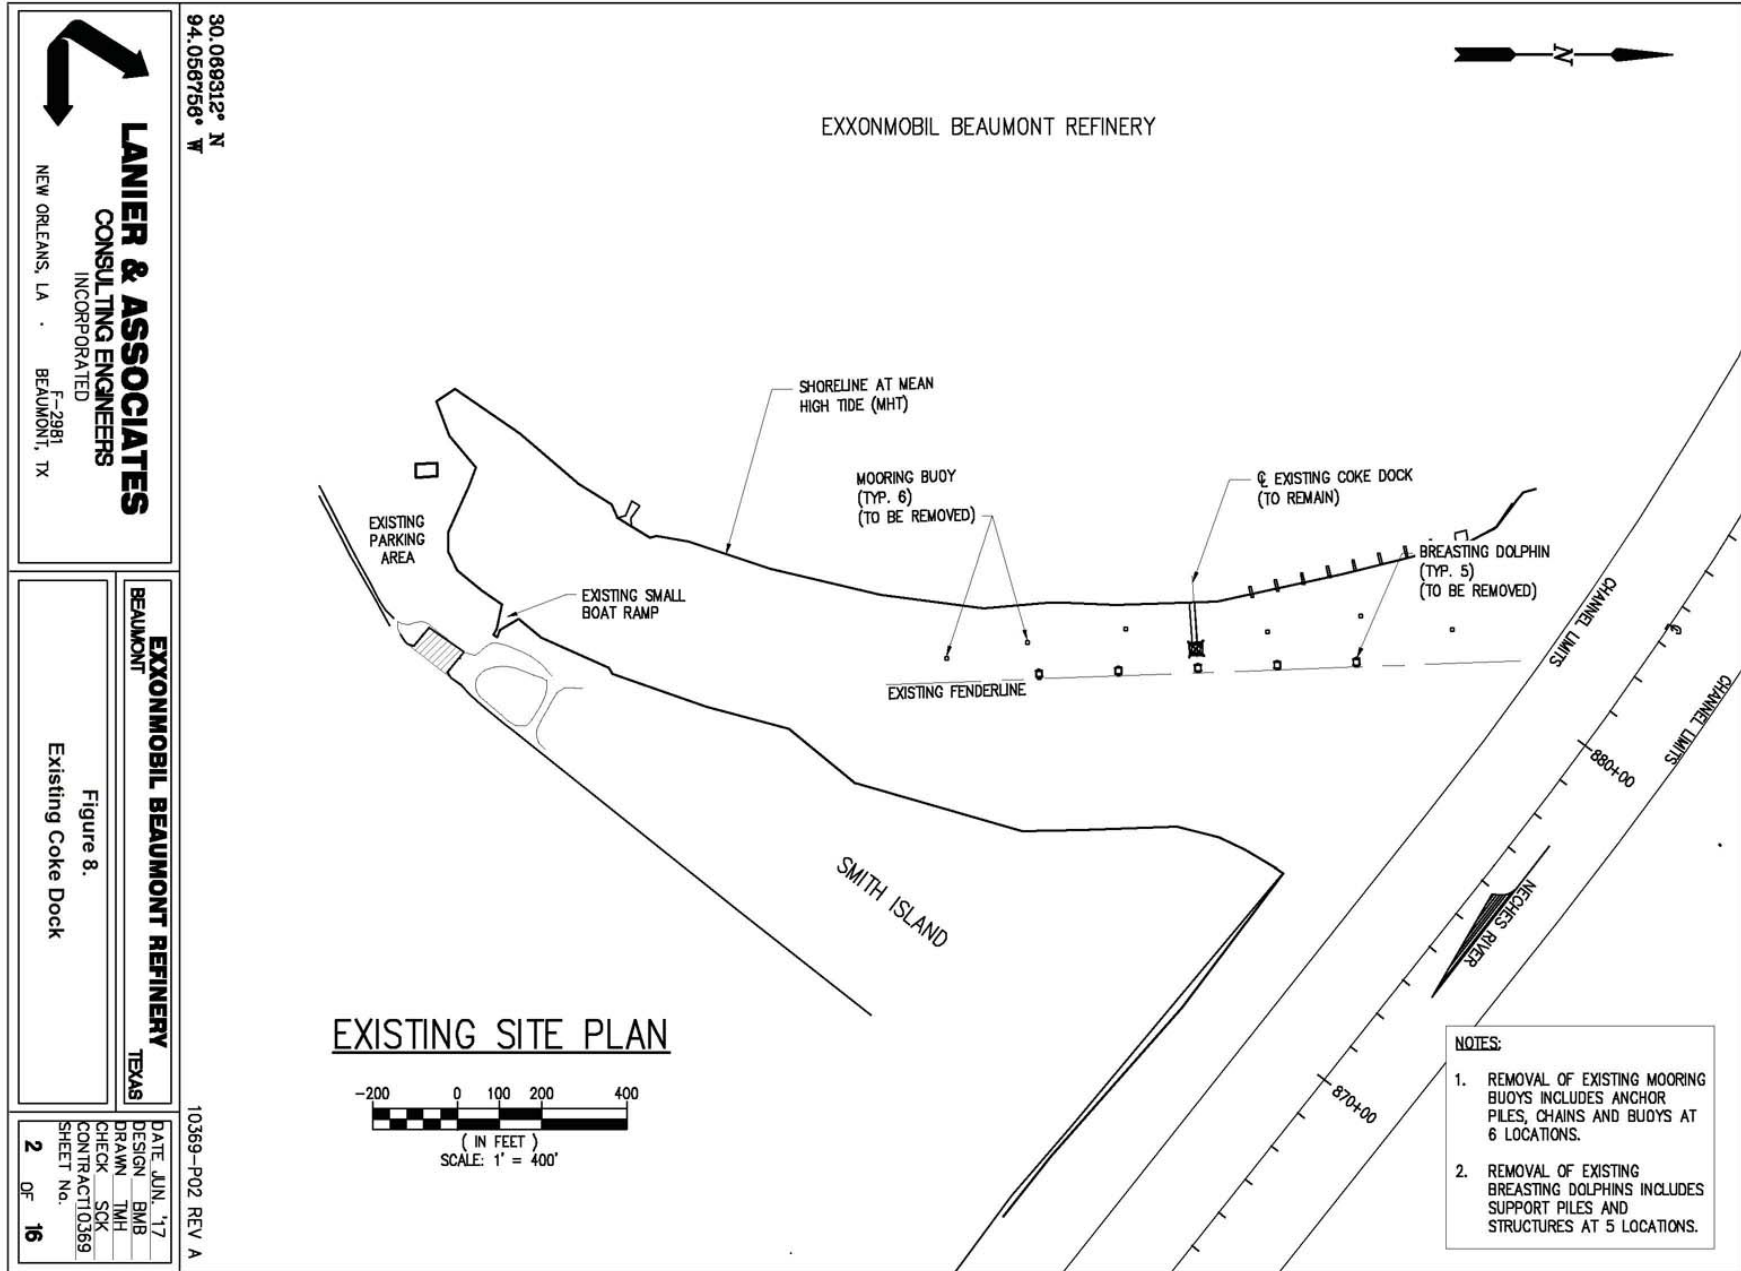 30.069312° N
94.056756° W
N
EXXONMOBIL BEAUMONT REFINERY
SHORELINE AT MEAN
HIGH TIDE (MHT)
MOORING BUOY
(TYP. 6)
(TO BE REMOVED)
℄ EXISTING COKE DOCK
(TO REMAIN)
BREASTING DOLPHIN
(TYP. 5)
(TO BE REMOVED)
EXISTING
PARKING
AREA
EXISTING SMALL
BOAT RAMP
EXISTING FENDERLINE
CHANNEL LIMITS
℄
CHANNEL LIMITS
880+00
NECHES RIVER
870+00
SMITH ISLAND
EXISTING SITE PLAN
-200 0 100 200 400
( IN FEET )
SCALE: 1' = 400'
NOTES:
1. REMOVAL OF EXISTING MOORING
BUOYS INCLUDES ANCHOR
PILES, CHAINS AND BUOYS AT
6 LOCATIONS.
2. REMOVAL OF EXISTING
BREASTING DOLPHINS INCLUDES
SUPPORT PILES AND
STRUCTURES AT 5 LOCATIONS.
10369-P02 REV A
LANIER & ASSOCIATES
CONSULTING ENGINEERS
INCORPORATED
F-2981
NEW ORLEANS, LA · BEAUMONT, TX
EXXONMOBIL BEAUMONT REFINERY
BEAUMONT TEXAS
Figure 8.
Existing Coke Dock
DATE JUN. '17
DESIGN BMB
DRAWN TMH
CHECK SCK
CONTRACT10369
SHEET No.
2 OF 16